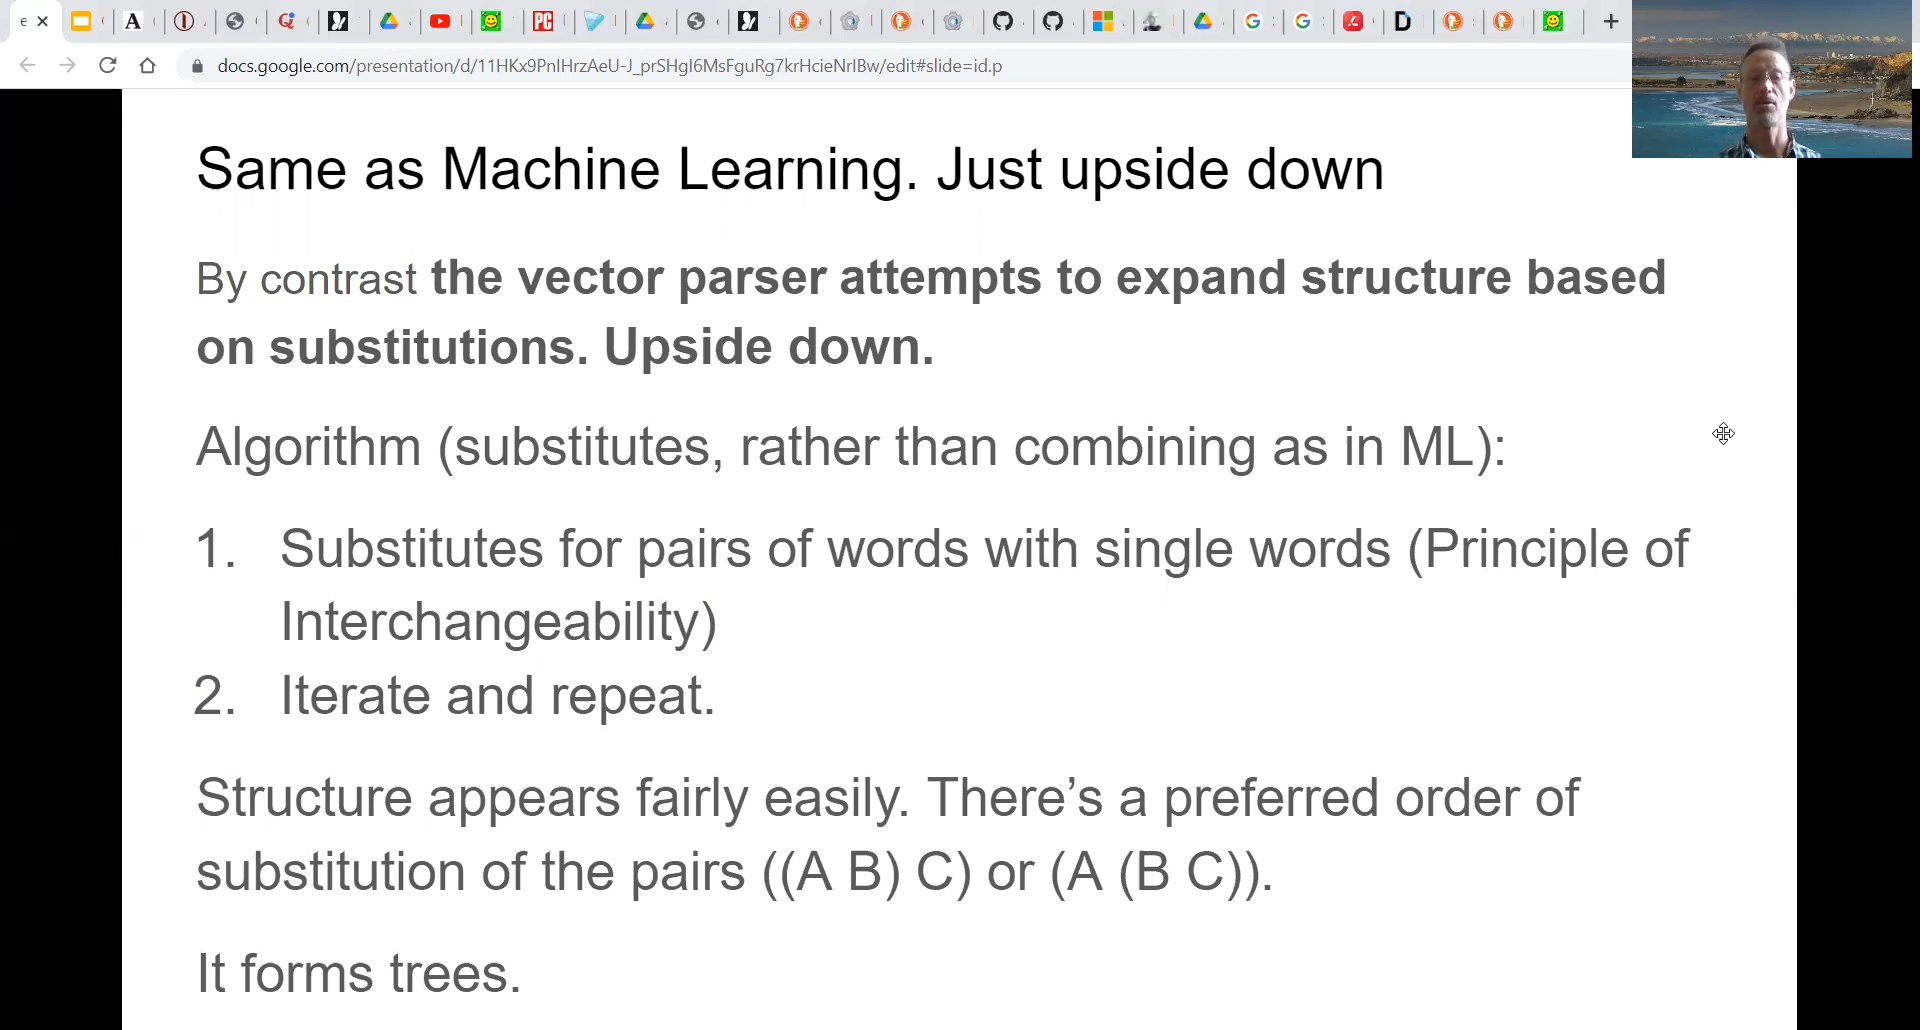 e
A
Q
PC
G
G
D
docs.google.com/presentation/d/11HKx9PnIHrzAeU-J_prSHgI6MsFguRg7krHcieNrIBw/edit#slide=id.p
Same as Machine Learning. Just upside down
By contrast the vector parser attempts to expand structure based
on substitutions. Upside down.
Algorithm (substitutes, rather than combining as in ML):
1. Substitutes for pairs of words with single words (Principle of
Interchangeability)
2. Iterate and repeat.
Structure appears fairly easily. There’s a preferred order of
substitution of the pairs ((A B) C) or (A (B C)).
It forms trees.